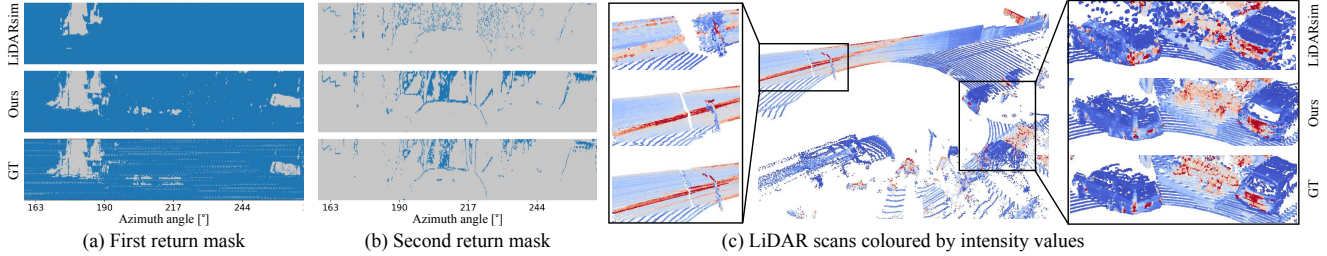 LiDARsim
Ours
GT
163 190 217 244
Azimuth angle [°]
(a) First return mask
190 217 244
Azimuth angle [°]
(b) Second return mask
(c) LiDAR scans coloured by intensity values
LiDARsim
Ours
GT